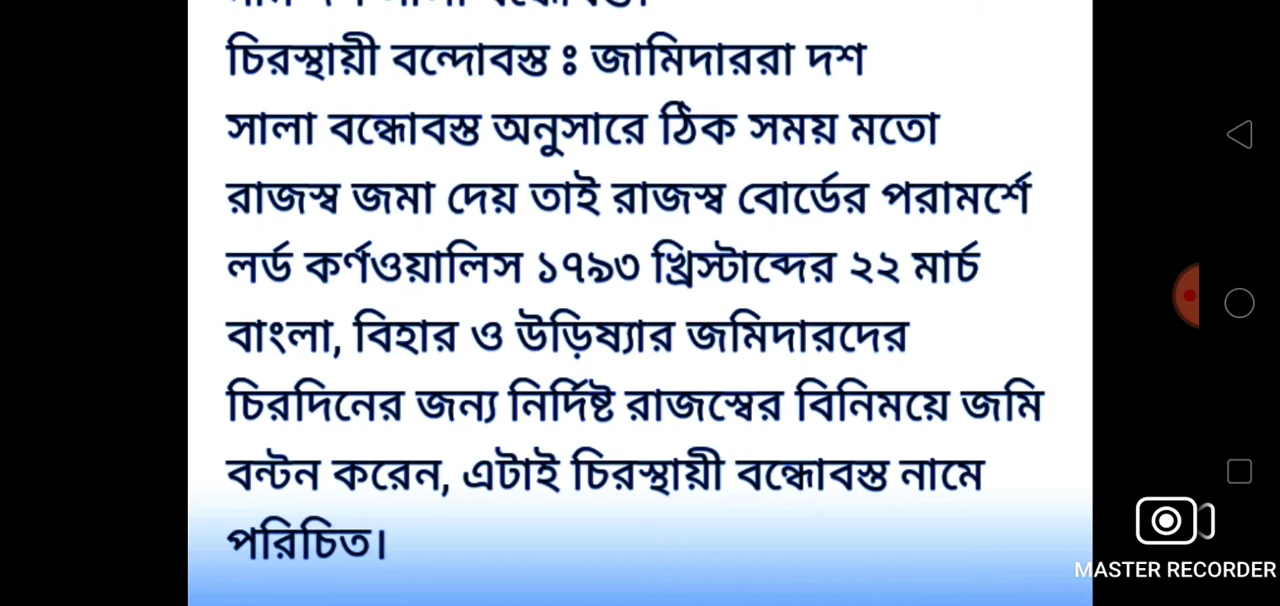 চিরস্থায়ী বন্দোবস্ত ঃ জামিদাররা দশ
সালা বন্ধোবস্ত অনুসারে ঠিক সময় মতো
রাজস্ব জমা দেয় তাই রাজস্ব বোর্ডের পরামর্শে
লর্ড কর্ণওয়ালিস ১৭৯৩ খ্রিস্টাব্দের ২২ মার্চ
বাংলা, বিহার ও উড়িষ্যার জমিদারদের
চিরদিনের জন্য নির্দিষ্ট রাজস্বের বিনিময়ে জমি
বন্টন করেন, এটাই চিরস্থায়ী বন্ধোবস্ত নামে
পরিচিত।
MASTER RECORDER